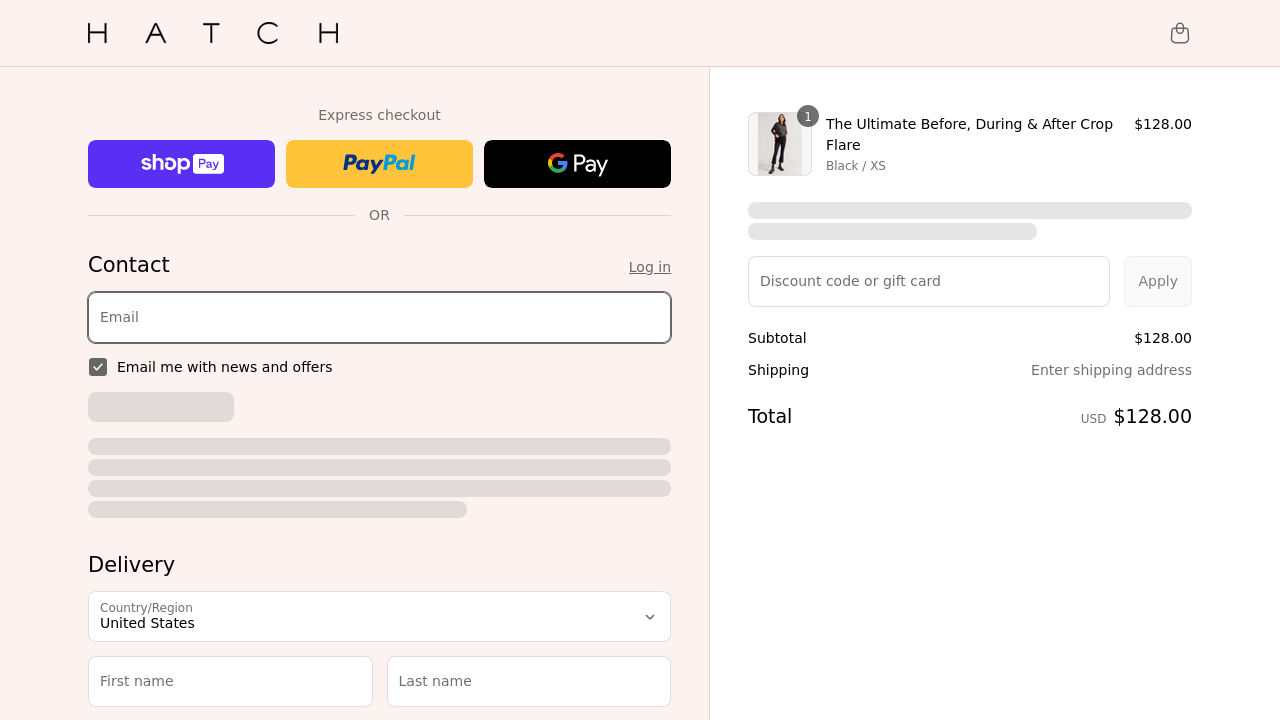 HATCH
Express checkout
shop Pay
PayPal
G Pay
OR
Contact
Log in
Email
Email me with news and offers
Delivery
Country/Region
United States
First name
Last name
1
The Ultimate Before, During & After Crop
Flare
$128.00
Black / XS
Discount code or gift card
Apply
Subtotal
$128.00
Shipping
Enter shipping address
Total
USD $128.00